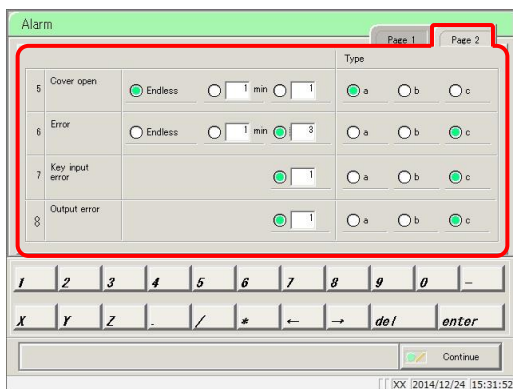 Alarm
Page 1 Page 2
Type
5 Cover open Endless 1 min 1 a b c
6 Error Endless 1 min 3 a b c
7 Key input error 1 a b c
8 Output error 1 a b c
1 2 3 4 5 6 7 8 9 0 -
X Y Z . / * ← → del enter
Continue
XX 2014/12/24 15:31:52